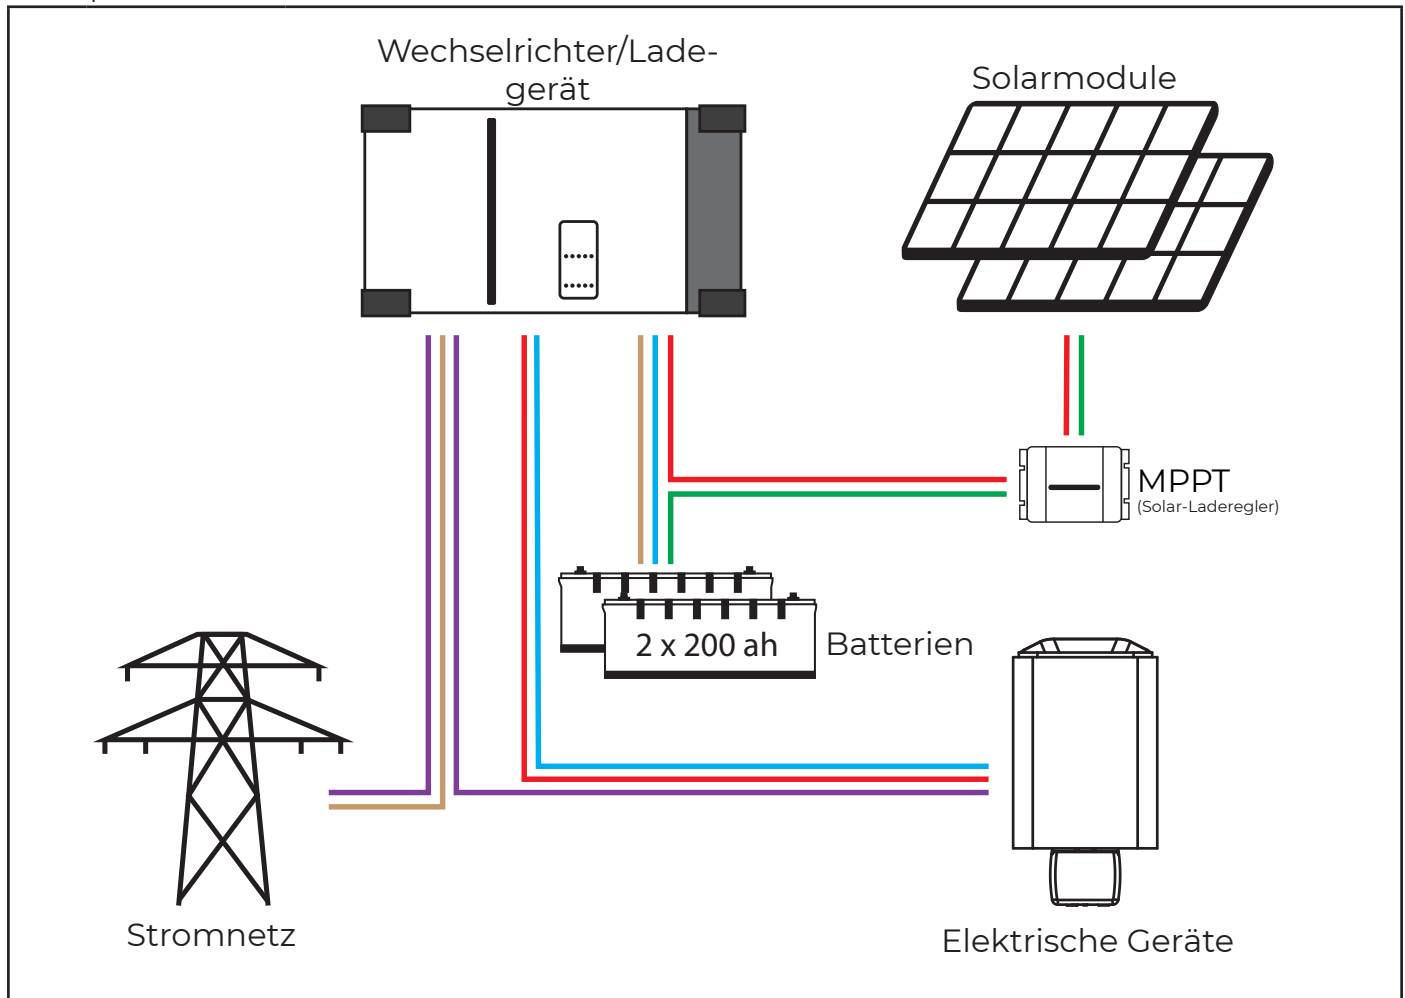 Wechselrichter/Lade-
gerät
Solarmodule
MPPT
(Solar-Laderegler)
2 x 200 ah
Batterien
Stromnetz
Elektrische Geräte